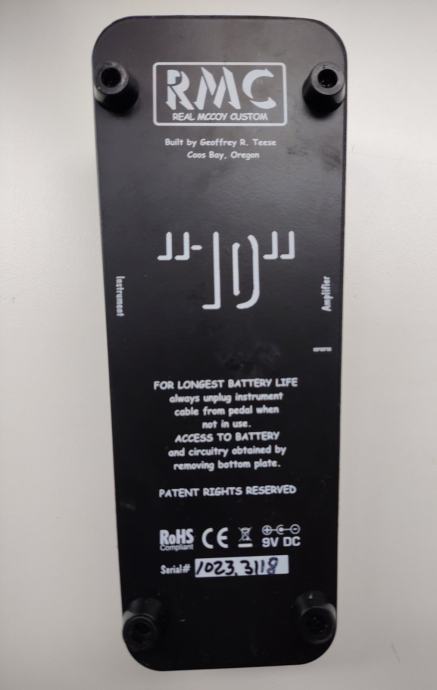 RMC
REAL MCCOY CUSTOM
Built by Geoffrey R. Teese
Coos Bay, Oregon
Instrument
Amplifier
FOR LONGEST BATTERY LIFE
always unplug instrument
cable from pedal when
not in use.
ACCESS TO BATTERY
and circuitry obtained by
removing bottom plate.
PATENT RIGHTS RESERVED
RoHS
Compliant
CE
9V DC
Serial# 1023.3118